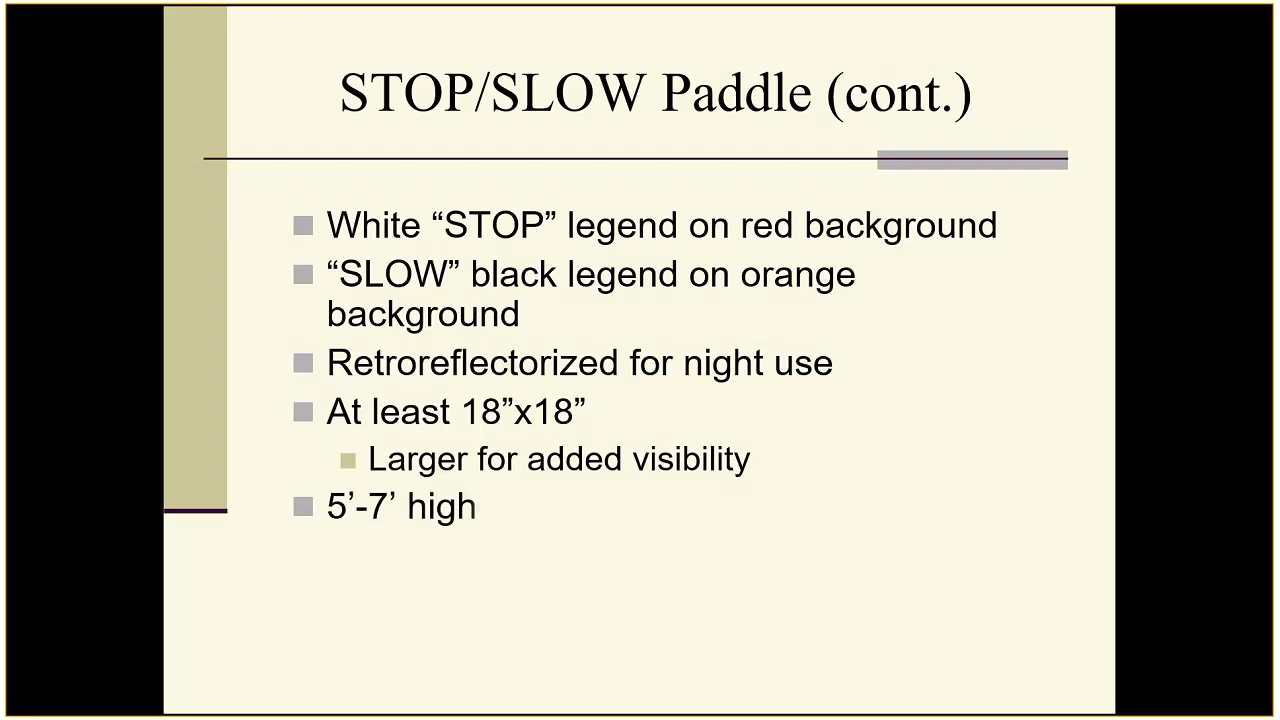 STOP/SLOW Paddle (cont.)
White “STOP” legend on red background
“SLOW” black legend on orange
background
Retroreflectorized for night use
At least 18”x18”
Larger for added visibility
5’-7’ high